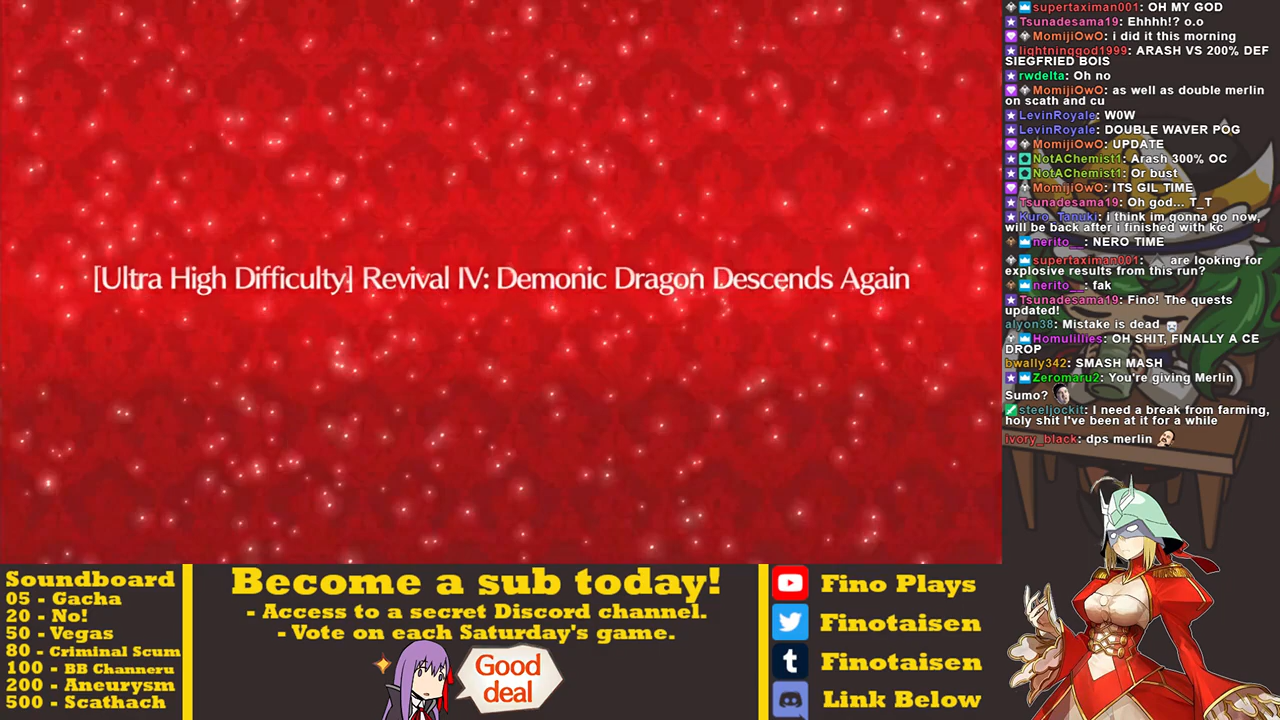 [Ultra High Difficulty] Revival IV: Demonic Dragon Descends Again
supertaximan001: OH MY GOD
Tsunadesama19: Ehhhh!? o.o
MomijiOwO: i did it this morning
lightninggod1999: ARASH VS 200% DEF
SIEGFRIED BOIS
rwdelta: Oh no
MomijiOwO: as well as double merlin
on scath and cu
LevinRoyale: W0W
LevinRoyale: DOUBLE WAVER POG
MomijiOwO: UPDATE
NotAChemist1: Arash 300% OC
NotAChemist1: Or bust
MomijiOwO: ITS GIL TIME
Tsunadesama19: Oh god... T_T
Kuro_Tanuki: i think im gonna go now,
will be back after i finished with kc
nerito__: NERO TIME
supertaximan001: are looking for
explosive results from this run?
nerito__: fak
Tsunadesama19: Fino! The quests
updated!
alyon38: Mistake is dead
Homulillies: OH SHIT, FINALLY A CE
DROP
bwally342: SMASH MASH
Zeromaru2: You're giving Merlin
Sumo?
steeljockit: I need a break from farming,
holy shit I've been at it for a while
ivory_black: dps merlin
Soundboard
05 - Gacha
20 - No!
50 - Vegas
80 - Criminal Scum
100 - BB Channeru
200 - Aneurysm
500 - Scathach
Become a sub today!
- Access to a secret Discord channel.
- Vote on each Saturday's game.
Good
deal
Fino Plays
Finotaisen
Finotaisen
Link Below